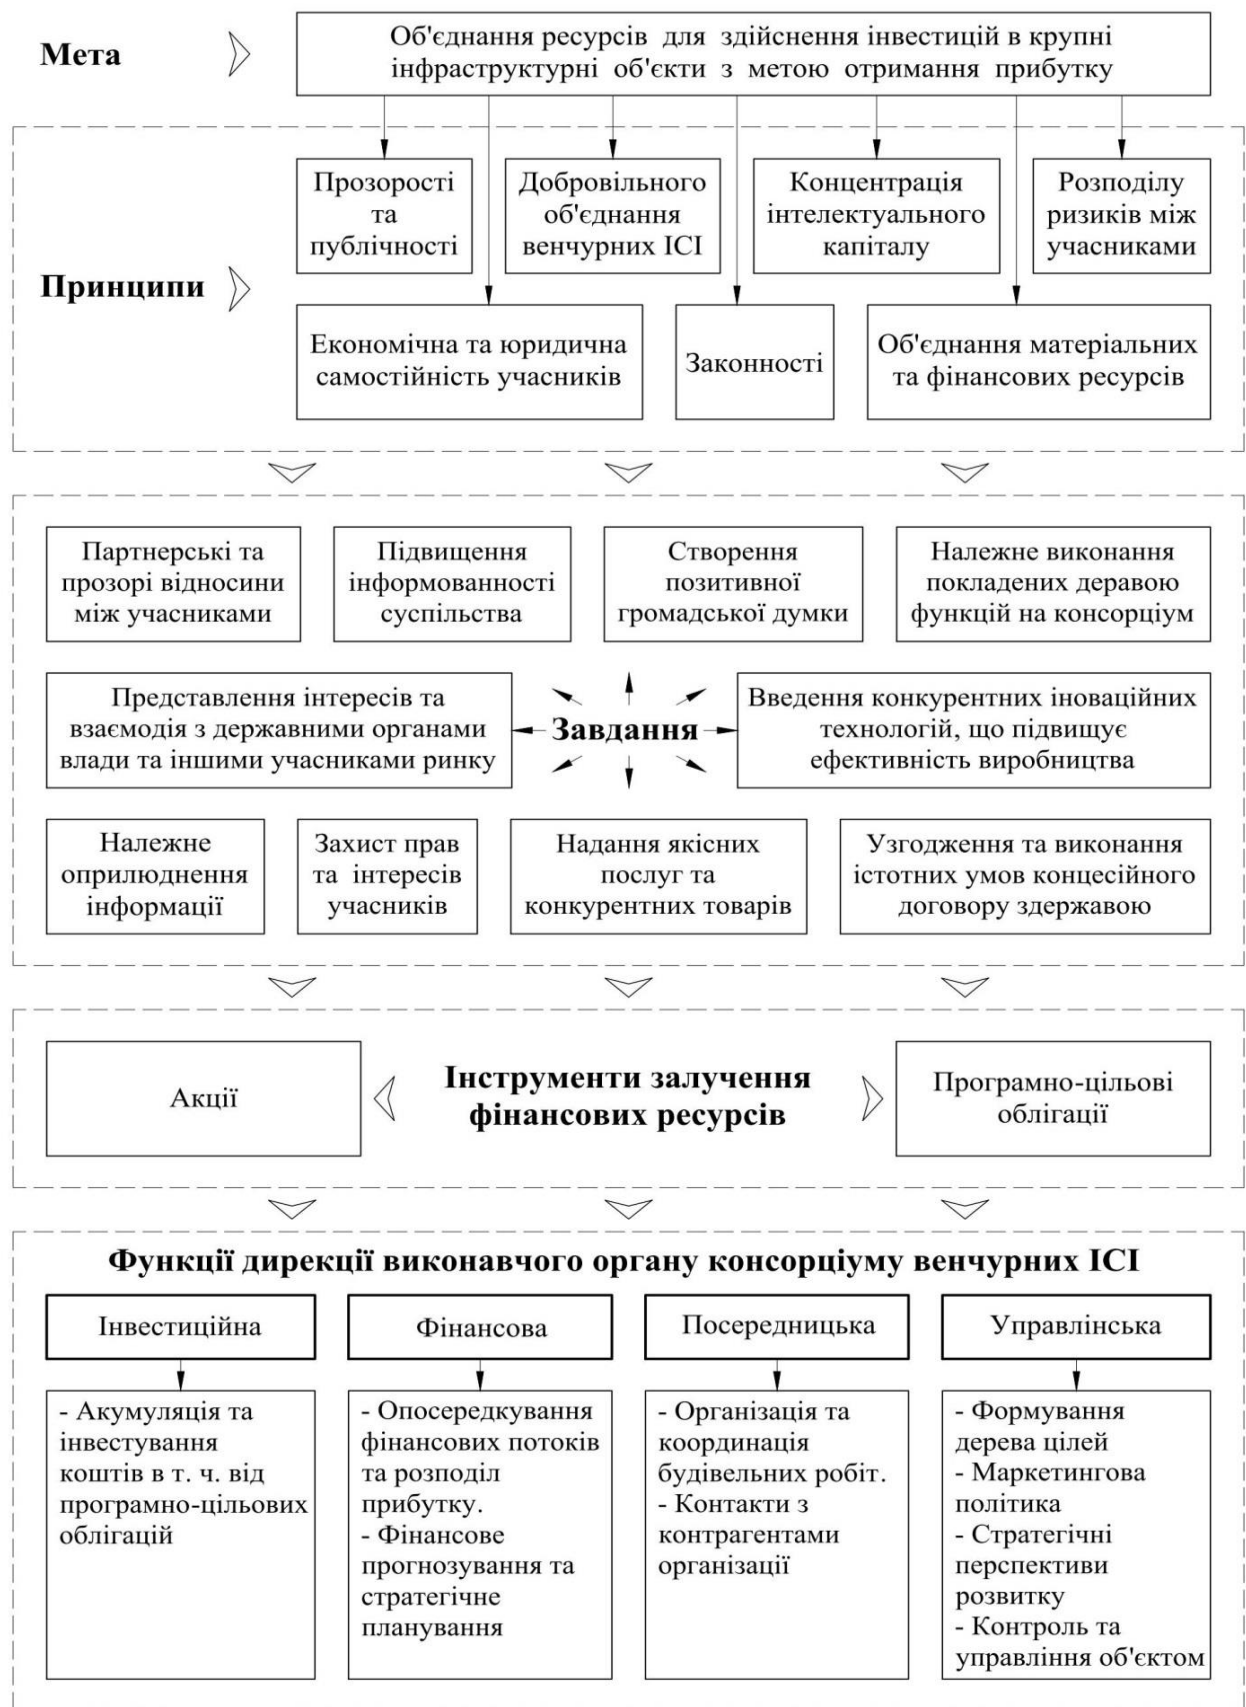 Мета
Об'єднання ресурсів для здійснення інвестицій в крупні
інфраструктурні об'єкти з метою отримання прибутку
Принципи
Прозорості
та
публічності
Добровільного
об'єднання
венчурних ІСІ
Концентрація
інтелектуального
капіталу
Розподілу
ризиків між
учасниками
Економічна та юридична
самостійність учасників
Законності
Об'єднання матеріальних
та фінансових ресурсів
Партнерські та
прозорі відносини
між учасниками
Підвищення
інформованності
суспільства
Створення
позитивної
громадської думки
Належне виконання
покладених деравою
функцій на консорціум
Представлення інтересів та
взаємодія з державними органами
влади та іншими учасниками ринку
Завдання
Введення конкурентних іноваційних
технологій, що підвищує
ефективність виробництва
Належне
оприлюднення
інформації
Захист прав
та інтересів
учасників
Надання якісних
послуг та
конкурентних товарів
Узгодження та виконання
істотних умов концесійного
договору здержавою
Акції
Інструменти залучення
фінансових ресурсів
Програмно-цільові
облігації
Функції дирекції виконавчого органу консорціуму венчурних ІСІ
Інвестиційна
Фінансова
Посередницька
Управлінська
- Акумуляція та
інвестування
коштів в т. ч. від
програмно-цільових
облігацій
- Опосередкування
фінансових потоків
та розподіл
прибутку.
- Фінансове
прогнозування та
стратегічне
планування
- Організація та
координація
будівельних робіт.
- Контакти з
контрагентами
організації
- Формування
дерева цілей
- Маркетингова
політика
- Стратегічні
перспективи
розвитку
- Контроль та
управління об'єктом